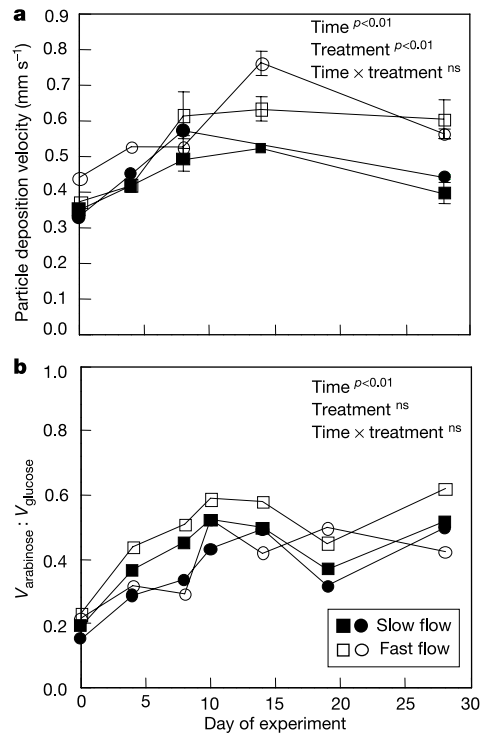 a
Time p<0.01
Treatment p<0.01
Time × treatment ns
Particle deposition velocity (mm s⁻¹)
0.9
0.8
0.7
0.6
0.5
0.4
0.3
0.2
0.1
0.0
b
Time p<0.01
Treatment ns
Time × treatment ns
Varabinose : Vglucose
1.0
0.8
0.6
0.4
0.2
0.0
Slow flow
Fast flow
0 5 10 15 20 25 30
Day of experiment